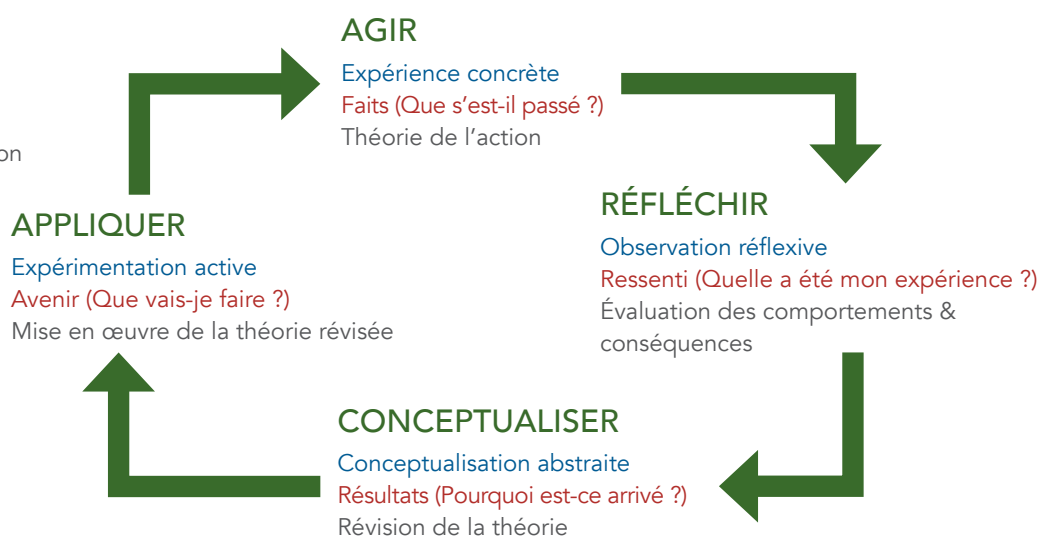 AGIR
Expérience concrète
Faits (Que s’est-il passé ?)
Théorie de l’action
on
RÉFLÉCHIR
Observation réflexive
Ressenti (Quelle a été mon expérience ?)
Évaluation des comportements &
conséquences
CONCEPTUALISER
Conceptualisation abstraite
Résultats (Pourquoi est-ce arrivé ?)
Révision de la théorie
APPLIQUER
Expérimentation active
Avenir (Que vais-je faire ?)
Mise en œuvre de la théorie révisée